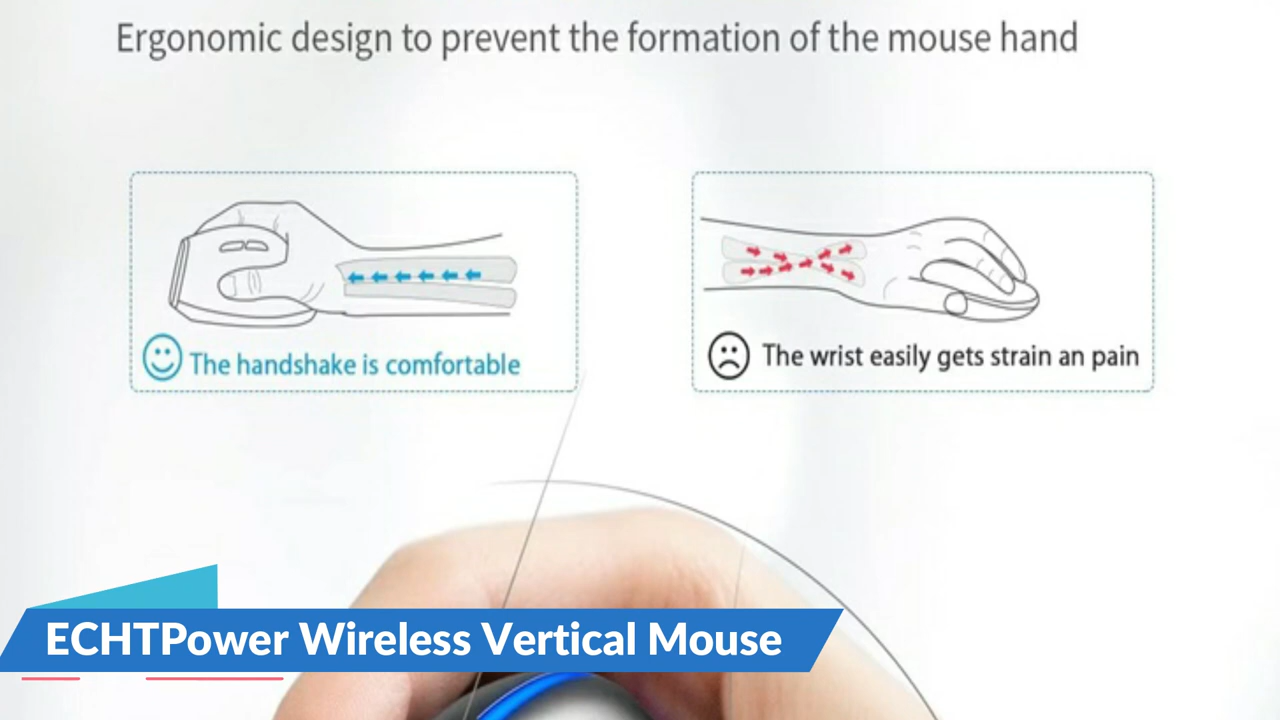 Ergonomic design to prevent the formation of the mouse hand
The handshake is comfortable
The wrist easily gets strain an pain
ECHTPower Wireless Vertical Mouse